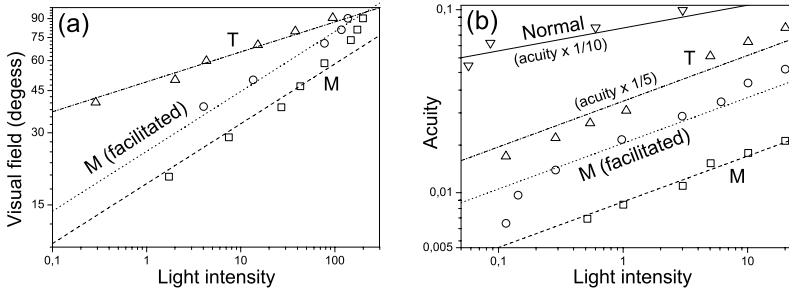 (a)
90
75
60
45
30
15
T
M
M (facilitated)
Visual field (degess)
0,1
1
10
100
Light intensity
(b)
0,1
0,01
0,005
Normal
(acuity x 1/10)
T
(acuity x 1/5)
M (facilitated)
M
Acuity
0,1
1
10
Light intensity